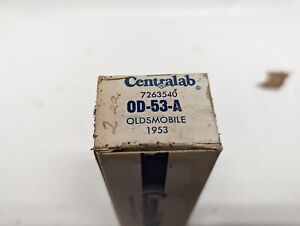 Centralab®
7263540
OD-53-A
OLDSMOBILE
1953